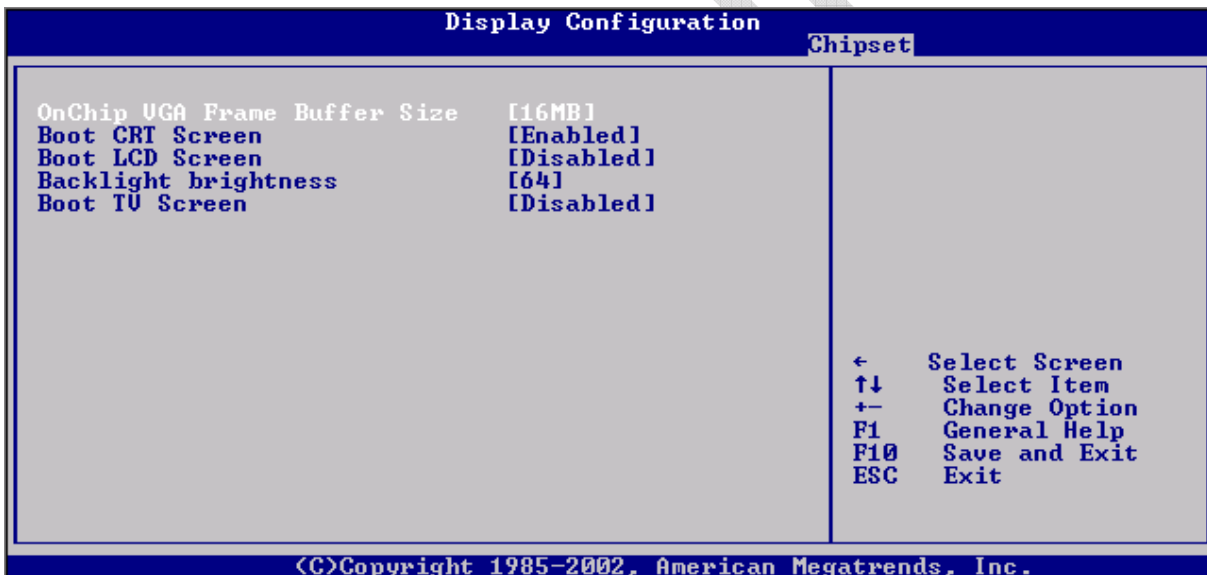 Display Configuration
Chipset
OnChip VGA Frame Buffer Size [16MB]
Boot CRT Screen [Enabled]
Boot LCD Screen [Disabled]
Backlight brightness [64]
Boot TV Screen [Disabled]
← Select Screen
↑↓ Select Item
+- Change Option
F1 General Help
F10 Save and Exit
ESC Exit
(C)Copyright 1985-2002, American Megatrends, Inc.